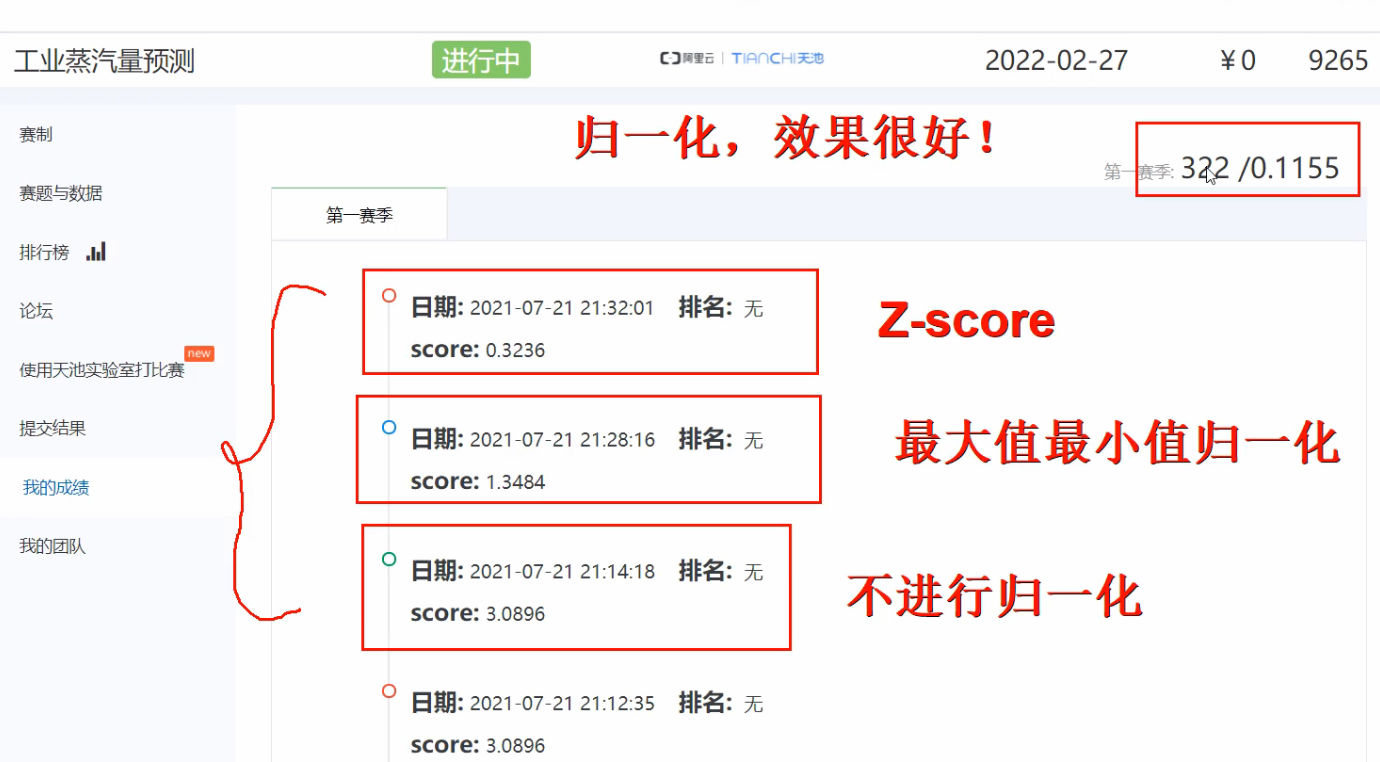 工业蒸汽量预测 进行中 阿里云 | TIANCHI天池 2022-02-27 ￥0 9265
赛制
归一化，效果很好！
第一赛季: 322 /0.1155
赛题与数据
第一赛季
排行榜
日期: 2021-07-21 21:32:01 排名: 无
论坛
Z-score
score: 0.3236
new
使用天池实验室打比赛
提交结果
日期: 2021-07-21 21:28:16 排名: 无
最大值最小值归一化
score: 1.3484
我的成绩
我的团队
日期: 2021-07-21 21:14:18 排名: 无
不进行归一化
score: 3.0896
日期: 2021-07-21 21:12:35 排名: 无
score: 3.0896